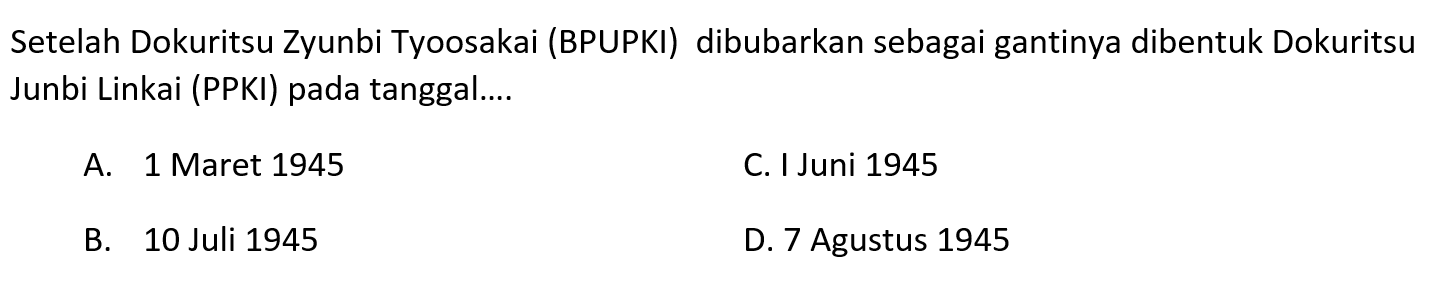 Setelah Dokuritsu Zyunbi Tyoosakai (BPUPKI) dibubarkan sebagai gantinya dibentuk Dokuritsu
Junbi Linkai (PPKI) pada tanggal....
A. 1 Maret 1945
C. I Juni 1945
B. 10 Juli 1945
D. 7 Agustus 1945